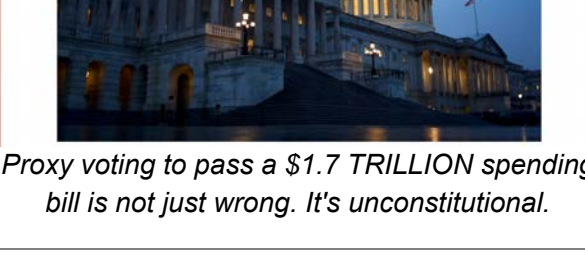 Proxy voting to pass a $1.7 TRILLION spending
bill is not just wrong. It's unconstitutional.